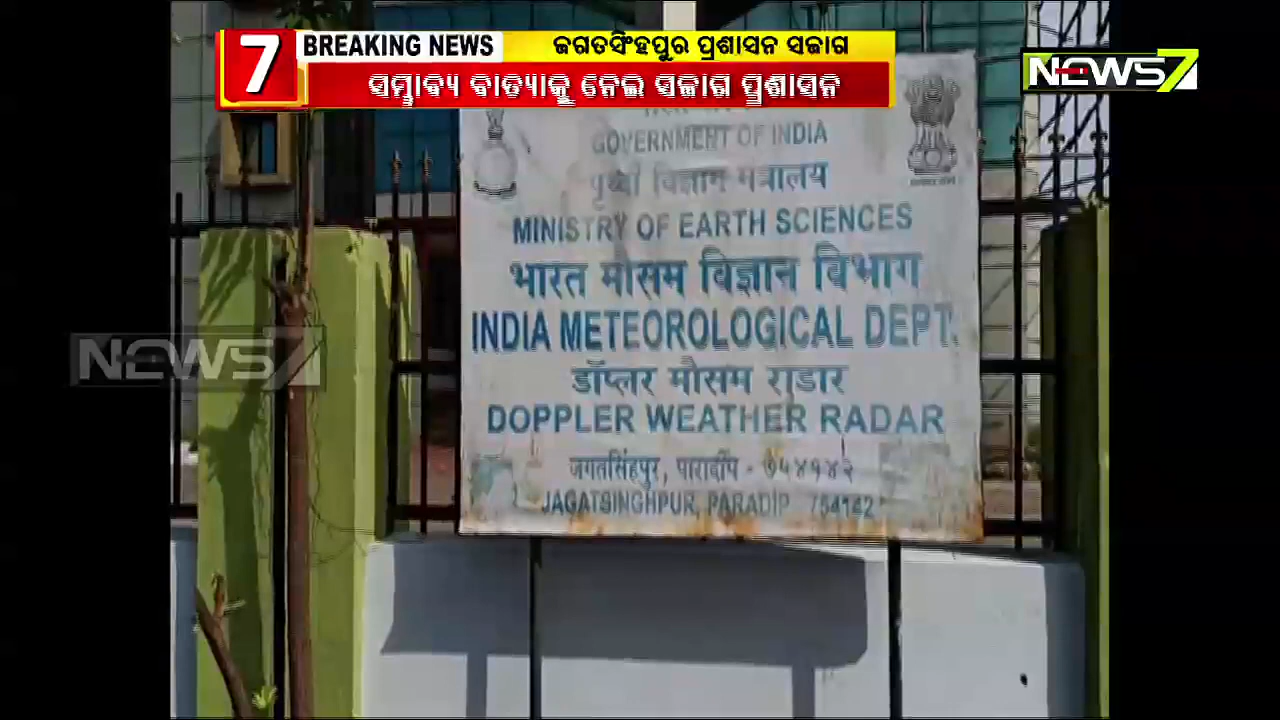 7 BREAKING NEWS ଜଗତସିଂହପୁର ପ୍ରଶାସନ ସଜାଗ
ସମ୍ଭାବ୍ୟ ବାତ୍ୟାକୁ ନେଇ ସଜାଗ ପ୍ରଶାସନ
NEWS7
GOVERNMENT OF INDIA
पृथ्वी विज्ञान मंत्रालय
MINISTRY OF EARTH SCIENCES
भारत मौसम विज्ञान विभाग
INDIA METEOROLOGICAL DEPT.
NEWS7
डॉप्लर मौसम राडार
DOPPLER WEATHER RADAR
जगतसिंहपुर, पारादीप - ७५४१४२
JAGATSINGHPUR, PARADIP 754142